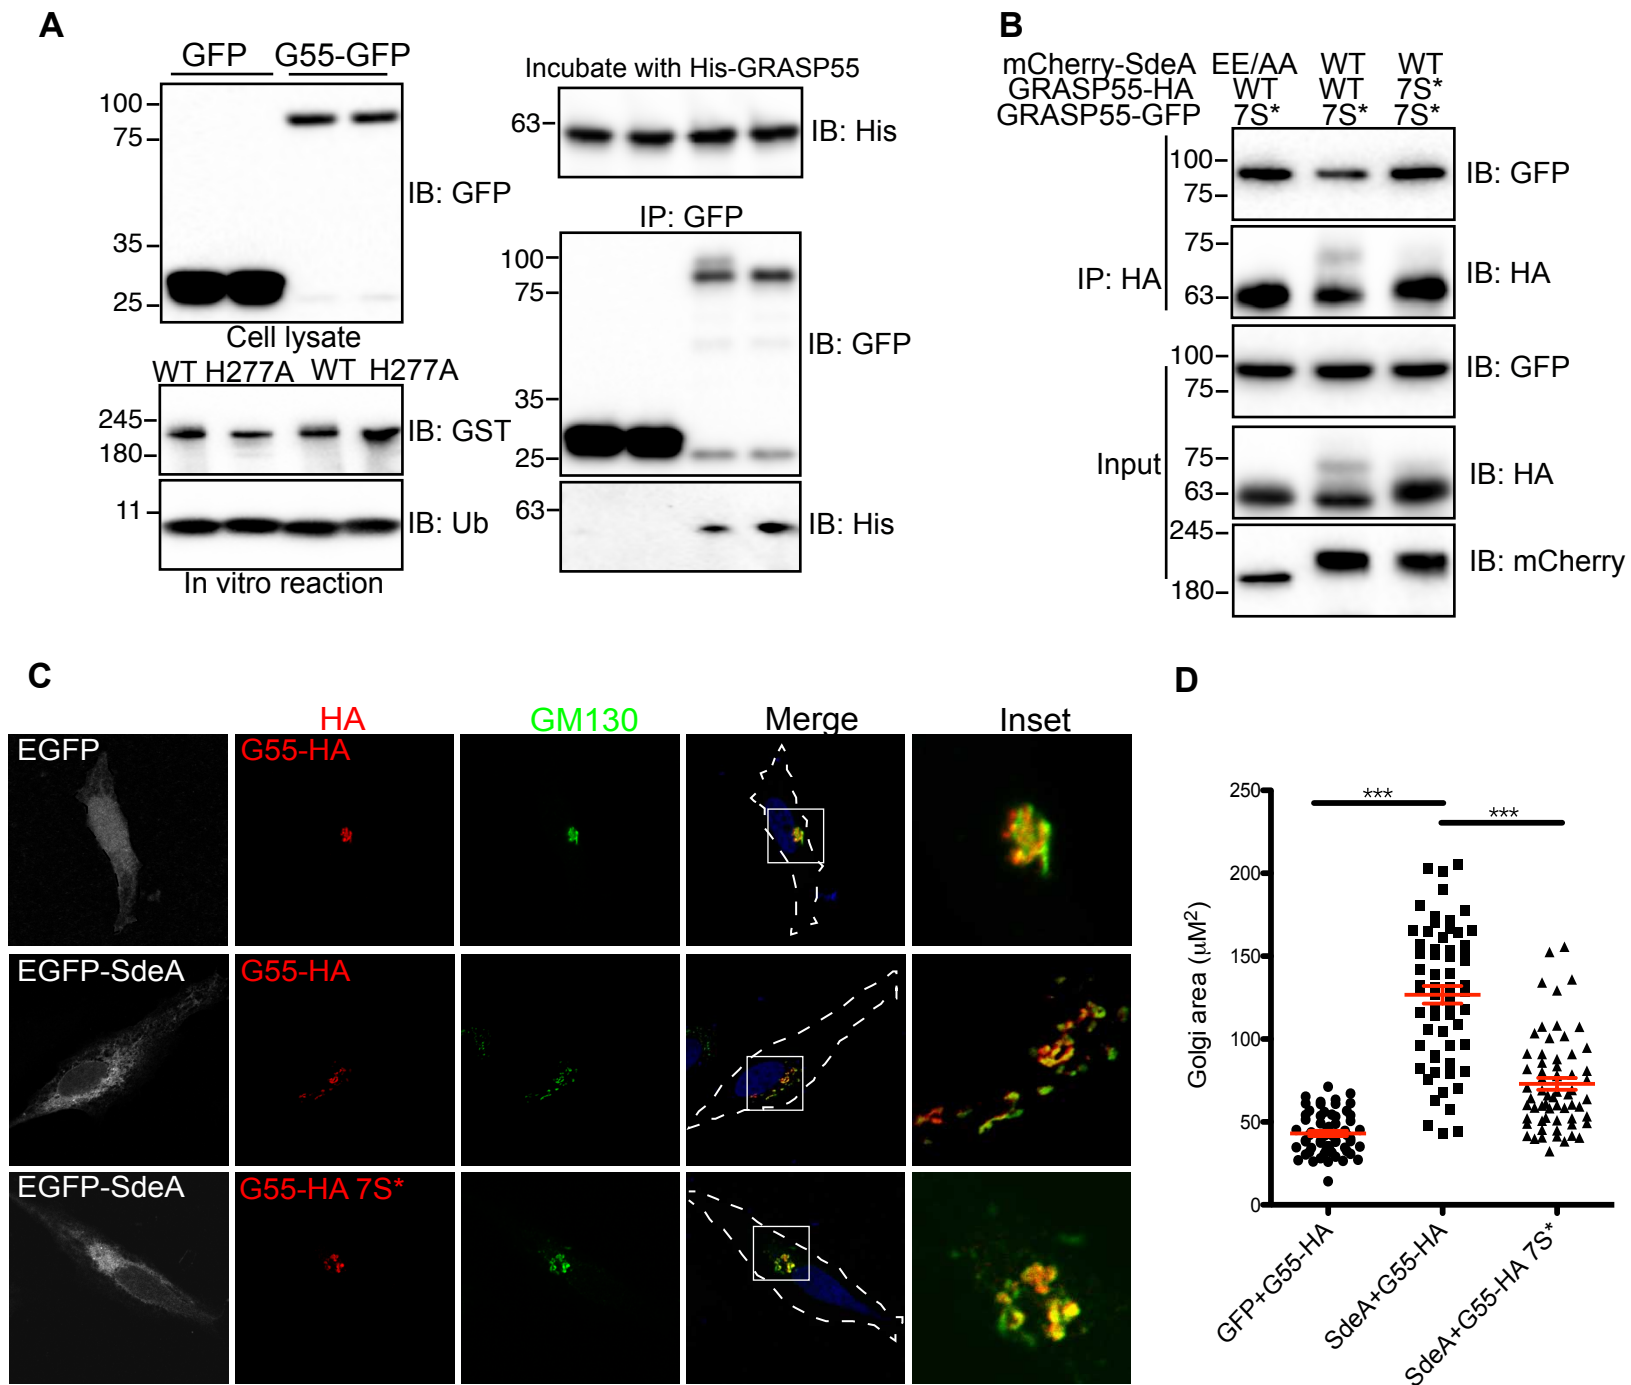 A
GFP G55-GFP
100
75
35
25
IB: GFP
Cell lysate
WT H277A WT H277A
245
180
IB: GST
11
IB: Ub
In vitro reaction
Incubate with His-GRASP55
63
IB: His
IP: GFP
100
75
35
25
IB: GFP
63
IB: His
B
mCherry-SdeA EE/AA WT WT
GRASP55-HA WT WT 7S*
GRASP55-GFP 7S* 7S* 7S*
IP: HA
100
75
IB: GFP
75
63
IB: HA
Input
100
75
IB: GFP
75
63
IB: HA
245
180
IB: mCherry
C
HA GM130 Merge Inset
EGFP G55-HA
EGFP-SdeA G55-HA
EGFP-SdeA G55-HA 7S*
D
Golgi area (μM2)
250
200
150
100
50
0
***
***
GFP+G55-HA
SdeA+G55-HA
SdeA+G55-HA 7S*